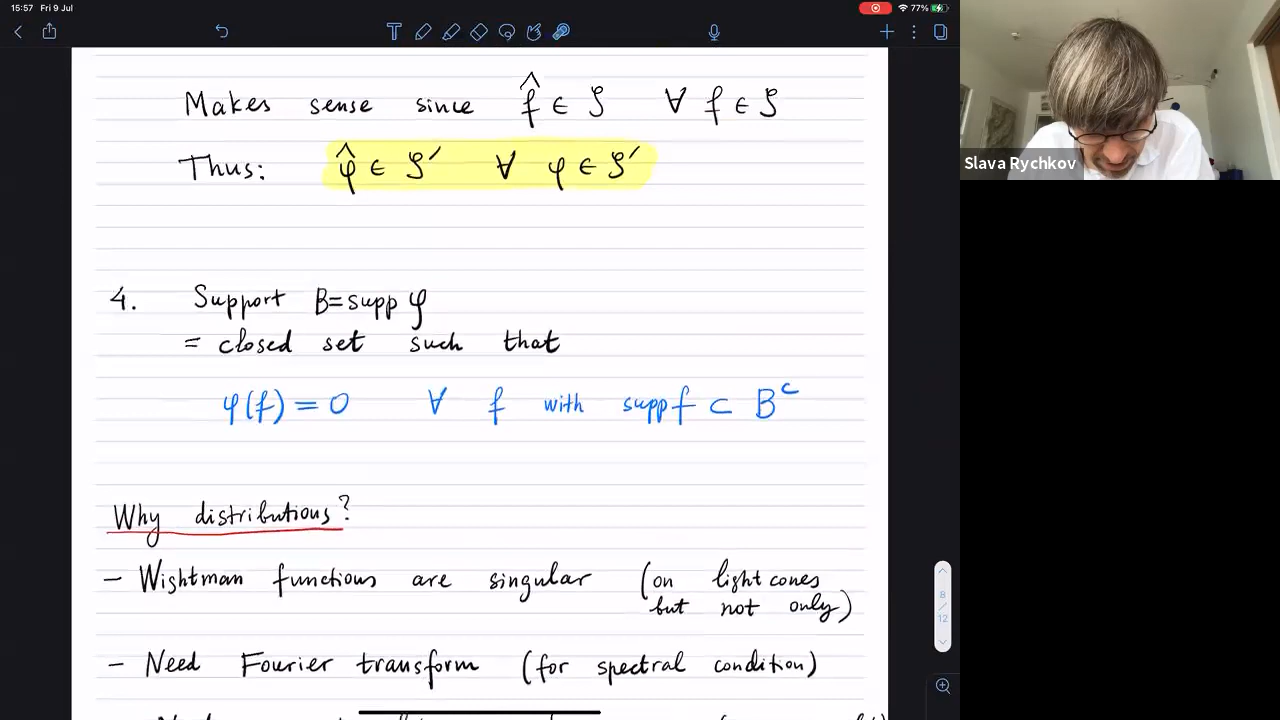 15:57 Fri 9 Jul
77%
Makes sense since f̂ ∈ 𝒮 ∀ f ∈ 𝒮
Thus: φ̂ ∈ 𝒮′ ∀ φ ∈ 𝒮′
Slava Rychkov
4. Support B=supp φ
= closed set such that
φ(f) = 0 ∀ f with supp f ⊂ Bᶜ
Why distributions?
– Wightman functions are singular (on light cones
but not only)
– Need Fourier transform (for spectral condition)
8
/
12